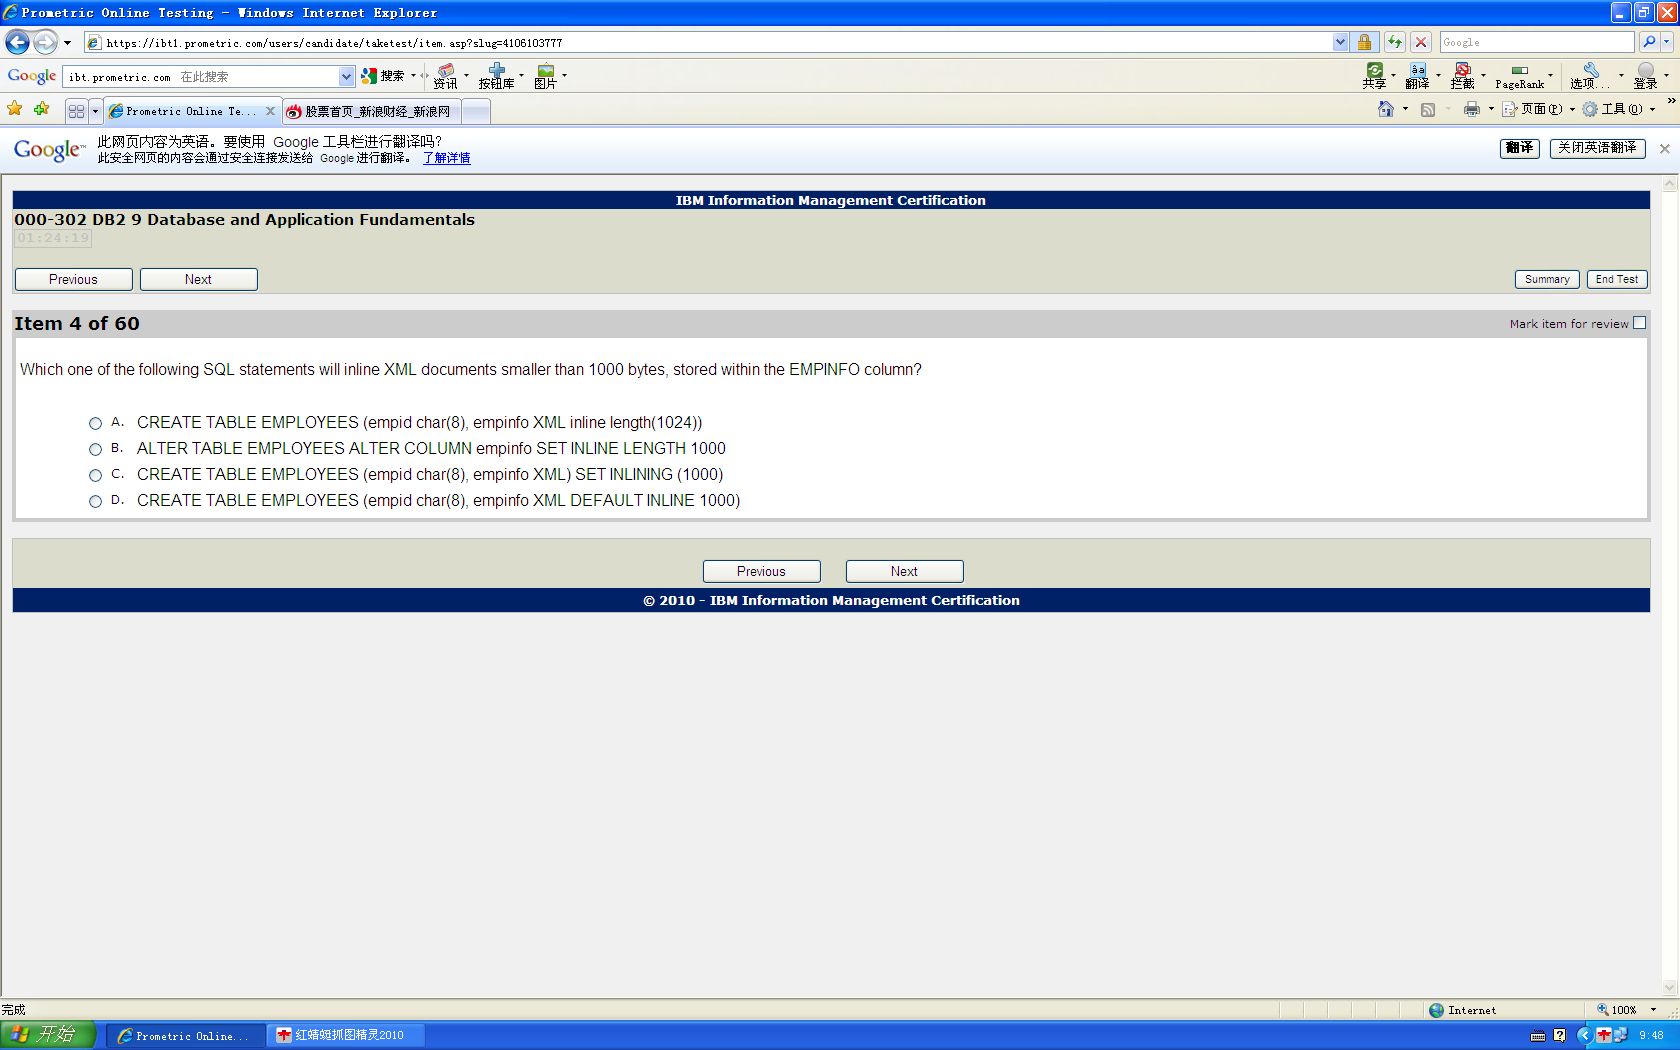 Prometric Online Testing - Windows Internet Explorer
https://ibt1.prometric.com/users/candidate/taketest/item.asp?slug=4106103777
Google
Google ibt.prometric.com 在此搜索 搜索 资讯 按钮库 图片 共享 翻译 拦截 PageRank 选项... 登录
Prometric Online Te... 股票首页_新浪财经_新浪网 页面(P) 工具(O)
Google™ 此网页内容为英语。要使用 Google 工具栏进行翻译吗?
此安全网页的内容会通过安全连接发送给 Google 进行翻译。 了解详情
翻译 关闭英语翻译
IBM Information Management Certification
000-302 DB2 9 Database and Application Fundamentals
01:24:19
Previous Next Summary End Test
Item 4 of 60 Mark item for review
Which one of the following SQL statements will inline XML documents smaller than 1000 bytes, stored within the EMPINFO column?
A. CREATE TABLE EMPLOYEES (empid char(8), empinfo XML inline length(1024))
B. ALTER TABLE EMPLOYEES ALTER COLUMN empinfo SET INLINE LENGTH 1000
C. CREATE TABLE EMPLOYEES (empid char(8), empinfo XML) SET INLINING (1000)
D. CREATE TABLE EMPLOYEES (empid char(8), empinfo XML DEFAULT INLINE 1000)
Previous Next
© 2010 - IBM Information Management Certification
完成 Internet 100%
开始 Prometric Online... 红蜻蜓抓图精灵2010 9:48